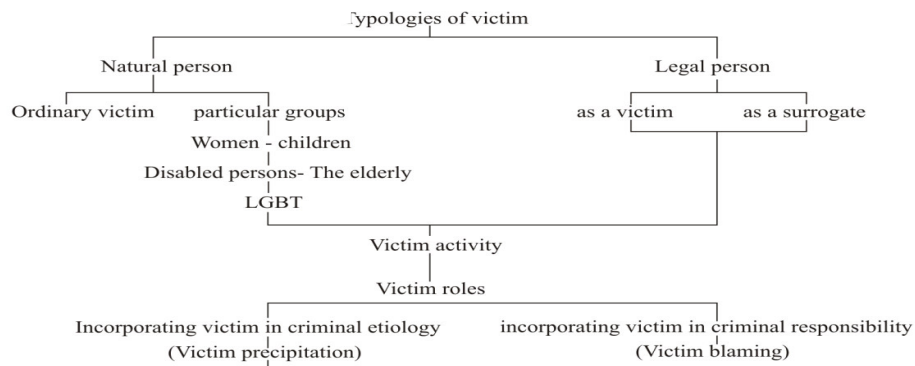 Typologies of victim
Natural person Legal person
Ordinary victim particular groups as a victim as a surrogate
Women - children
Disabled persons- The elderly
LGBT
Victim activity
Victim roles
Incorporating victim in criminal etiology incorporating victim in criminal responsibility
(Victim precipitation) (Victim blaming)